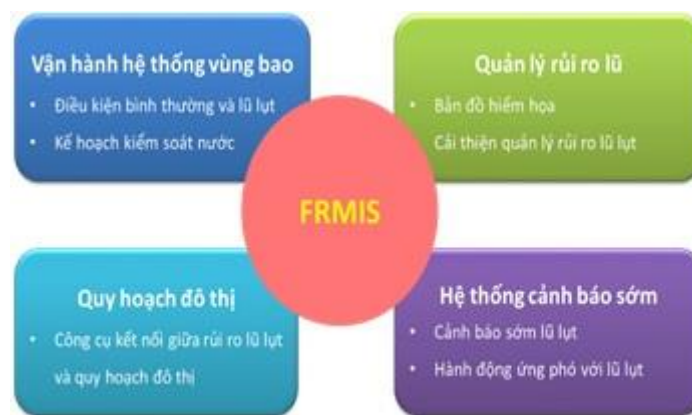 Vận hành hệ thống vùng bao
• Điều kiện bình thường và lũ lụt
• Kế hoạch kiểm soát nước
Quản lý rủi ro lũ
• Bản đồ hiểm họa
Cải thiện quản lý rủi ro lũ lụt
FRMIS
Quy hoạch đô thị
• Công cụ kết nối giữa rủi ro lũ lụt
và quy hoạch đô thị
Hệ thống cảnh báo sớm
• Cảnh báo sớm lũ lụt
• Hành động ứng phó với lũ lụt